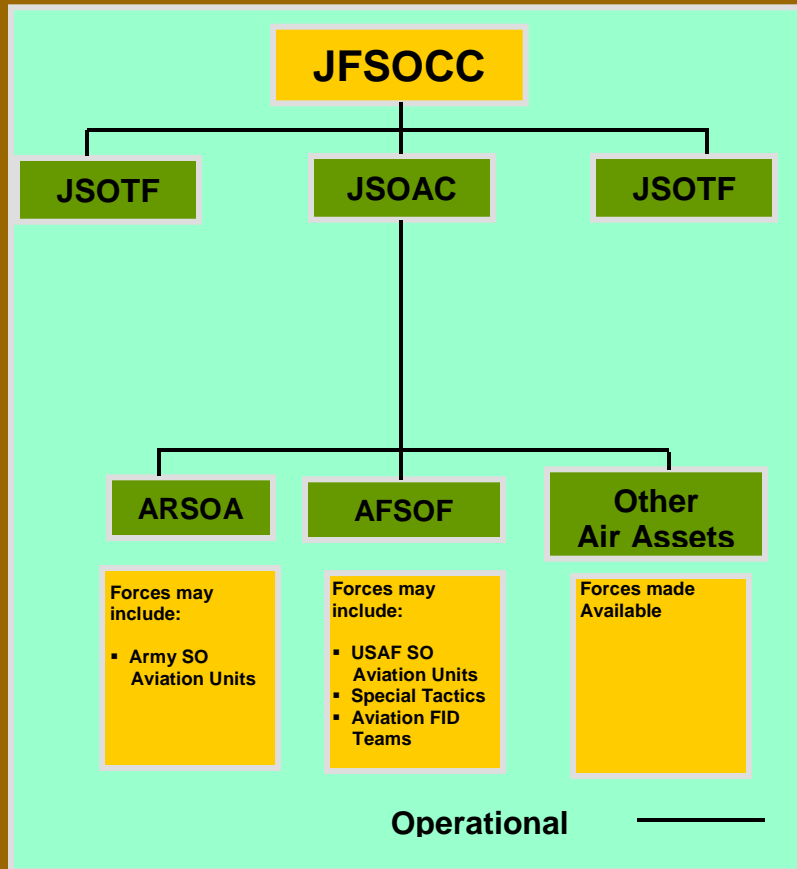 JFSOCC
JSOTF
JSOAC
JSOTF
ARSOA
AFSOF
Other
Air Assets
Forces may
include:
▪ Army SO
Aviation Units
Forces may
include:
▪ USAF SO
Aviation Units
▪ Special Tactics
▪ Aviation FID
Teams
Forces made
Available
Operational